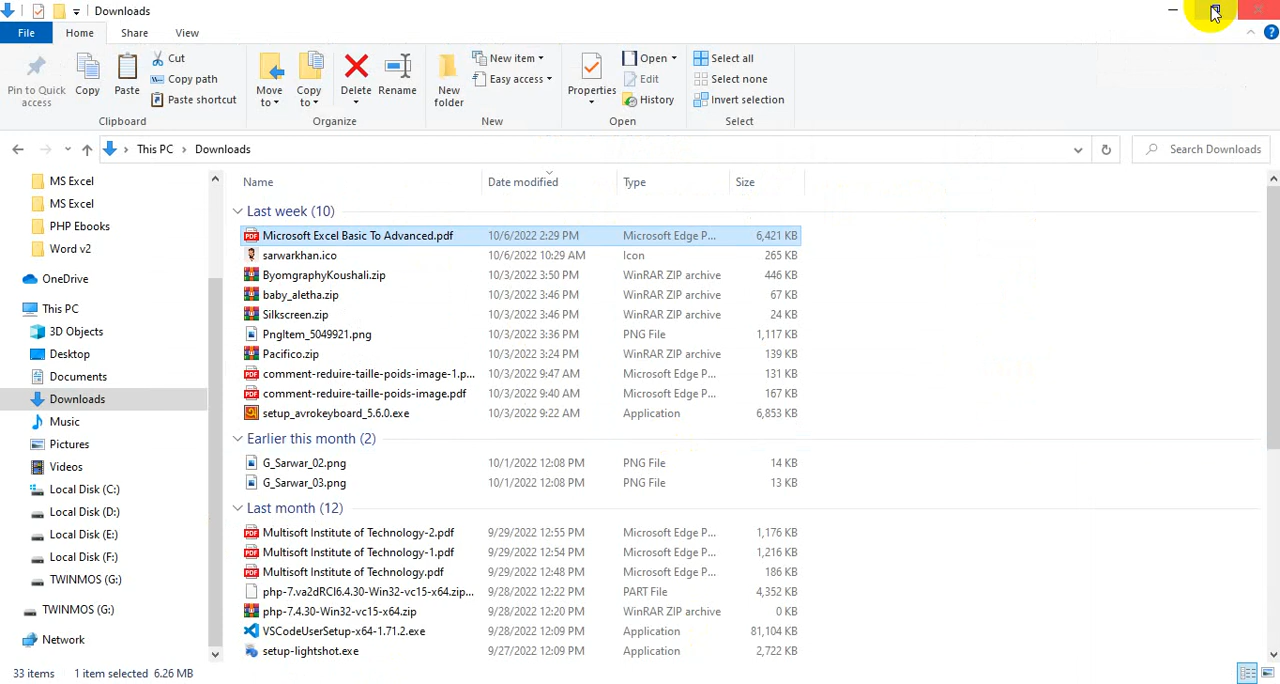 Downloads
File Home Share View
Pin to Quick access
Copy
Paste
Cut
Copy path
Paste shortcut
Clipboard
Move to
Copy to
Delete
Rename
Organize
New folder
New item
Easy access
New
Properties
Open
Edit
History
Open
Select all
Select none
Invert selection
Select
This PC Downloads
Search Downloads
MS Excel
MS Excel
PHP Ebooks
Word v2
OneDrive
This PC
3D Objects
Desktop
Documents
Downloads
Music
Pictures
Videos
Local Disk (C:)
Local Disk (D:)
Local Disk (E:)
Local Disk (F:)
TWINMOS (G:)
TWINMOS (G:)
Network
Name Date modified Type Size
Last week (10)
Microsoft Excel Basic To Advanced.pdf 10/6/2022 2:29 PM Microsoft Edge P... 6,421 KB
sarwarkhan.ico 10/6/2022 10:29 AM Icon 265 KB
ByomgraphyKoushali.zip 10/3/2022 3:50 PM WinRAR ZIP archive 446 KB
baby_aletha.zip 10/3/2022 3:46 PM WinRAR ZIP archive 67 KB
Silkscreen.zip 10/3/2022 3:46 PM WinRAR ZIP archive 24 KB
PngItem_5049921.png 10/3/2022 3:36 PM PNG File 1,117 KB
Pacifico.zip 10/3/2022 3:24 PM WinRAR ZIP archive 139 KB
comment-reduire-taille-poids-image-1.p... 10/3/2022 9:47 AM Microsoft Edge P... 131 KB
comment-reduire-taille-poids-image.pdf 10/3/2022 9:40 AM Microsoft Edge P... 167 KB
setup_avrokeyboard_5.6.0.exe 10/3/2022 9:22 AM Application 6,853 KB
Earlier this month (2)
G_Sarwar_02.png 10/1/2022 12:08 PM PNG File 14 KB
G_Sarwar_03.png 10/1/2022 12:08 PM PNG File 13 KB
Last month (12)
Multisoft Institute of Technology-2.pdf 9/29/2022 12:55 PM Microsoft Edge P... 1,176 KB
Multisoft Institute of Technology-1.pdf 9/29/2022 12:54 PM Microsoft Edge P... 1,216 KB
Multisoft Institute of Technology.pdf 9/29/2022 12:48 PM Microsoft Edge P... 186 KB
php-7.va2dRCI6.4.30-Win32-vc15-x64.zip... 9/28/2022 12:22 PM PART File 4,352 KB
php-7.4.30-Win32-vc15-x64.zip 9/28/2022 12:20 PM WinRAR ZIP archive 0 KB
VSCodeUserSetup-x64-1.71.2.exe 9/28/2022 12:09 PM Application 81,104 KB
setup-lightshot.exe 9/27/2022 12:09 PM Application 2,722 KB
33 items 1 item selected 6.26 MB